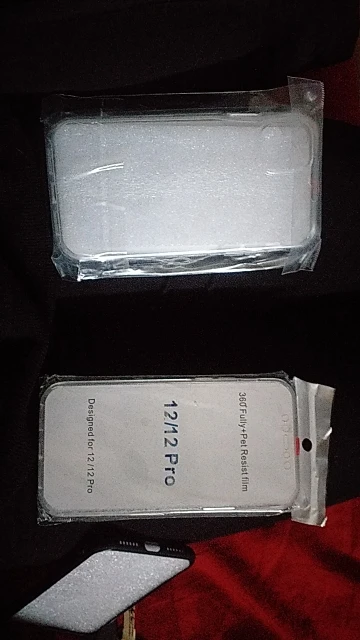 360°Fully+Pet Resist film
12/12 Pro
Designed for 12 /12 Pro